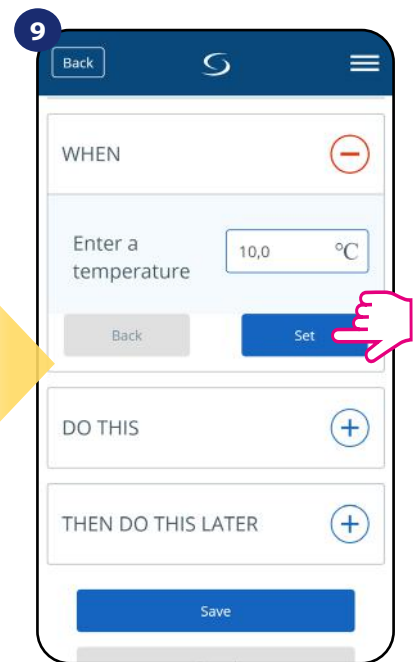 9
Back
WHEN
Enter a
temperature
10,0 °C
Back Set
DO THIS
THEN DO THIS LATER
Save